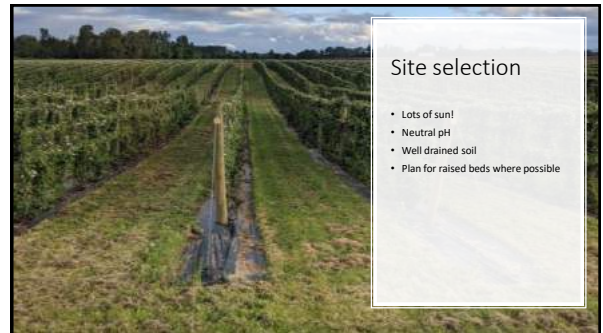 Site selection
• Lots of sun!
• Neutral pH
• Well drained soil
• Plan for raised beds where possible